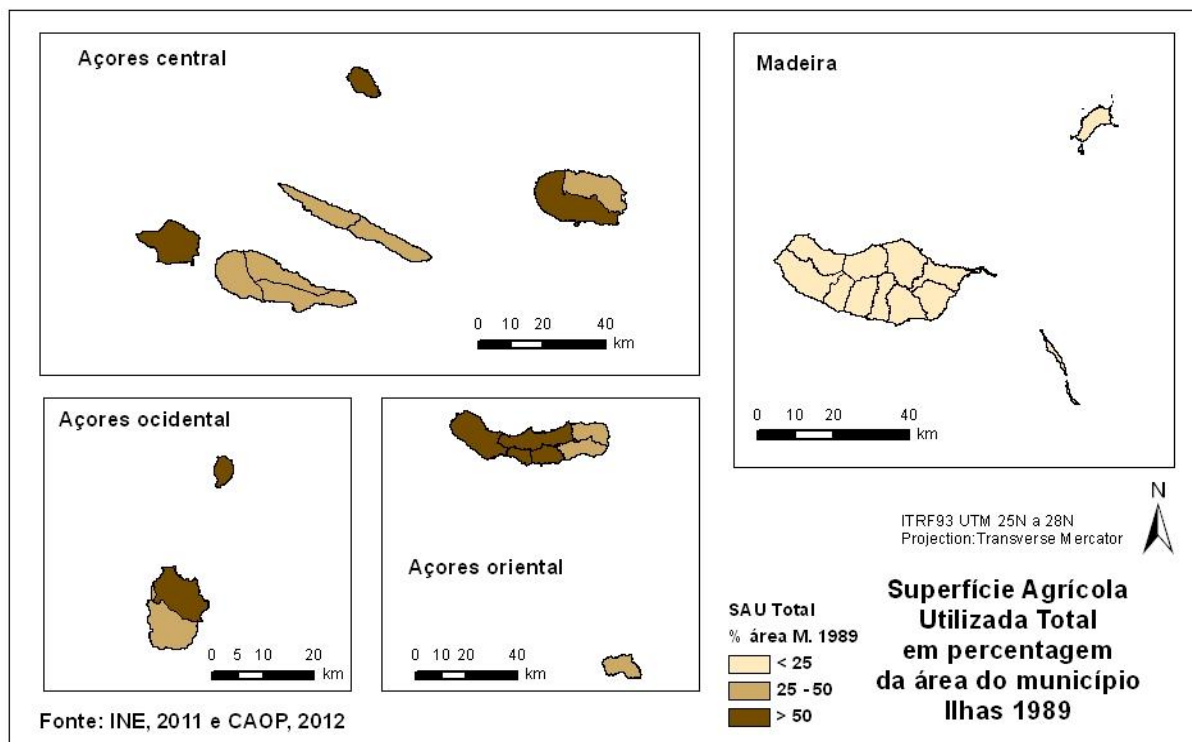 Açores central
0 10 20 40
km
Madeira
0 10 20 40
km
Açores ocidental
0 5 10 20
km
Açores oriental
0 10 20 40
km
N
ITRF93 UTM 25N a 28N
Projection:Transverse Mercator
SAU Total
% área M. 1989
< 25
25 - 50
> 50
Superfície Agrícola
Utilizada Total
em percentagem
da área do município
Ilhas 1989
Fonte: INE, 2011 e CAOP, 2012